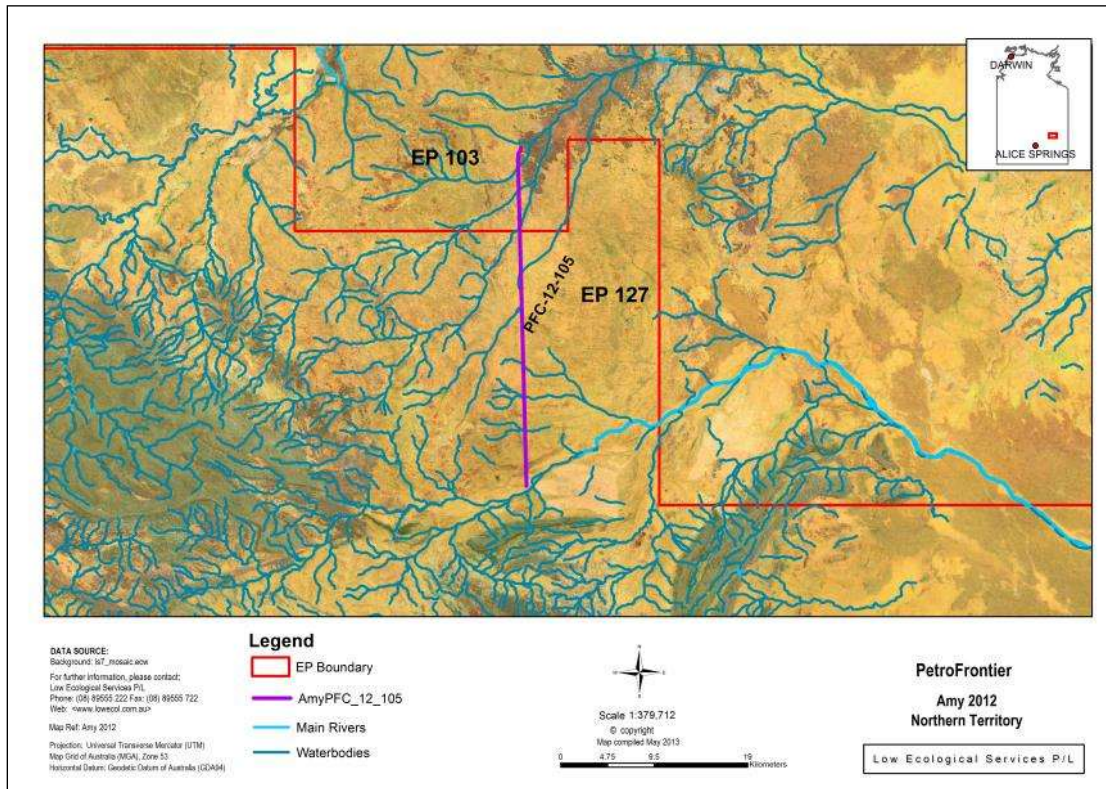 DARWIN
ALICE SPRINGS
EP 103
PFC-12-105
EP 127
DATA SOURCE:
Background: ls7_mosaic.ecw
For further information, please contact:
Low Ecological Services P/L
Phone: (08) 89555 222 Fax: (08) 89555 722
Web: <www.lowecol.com.au>
Map Ref: Amy 2012
Projection: Universal Transverse Mercator (UTM)
Map Grid of Australia (MGA), Zone 53
Horizontal Datum: Geodetic Datum of Australia (GDA94)
Legend
EP Boundary
AmyPFC_12_105
Main Rivers
Waterbodies
N
Scale 1:379,712
© copyright
Map compiled May 2013
0 4.75 9.5 19
Kilometers
PetroFrontier
Amy 2012
Northern Territory
Low Ecological Services P/L